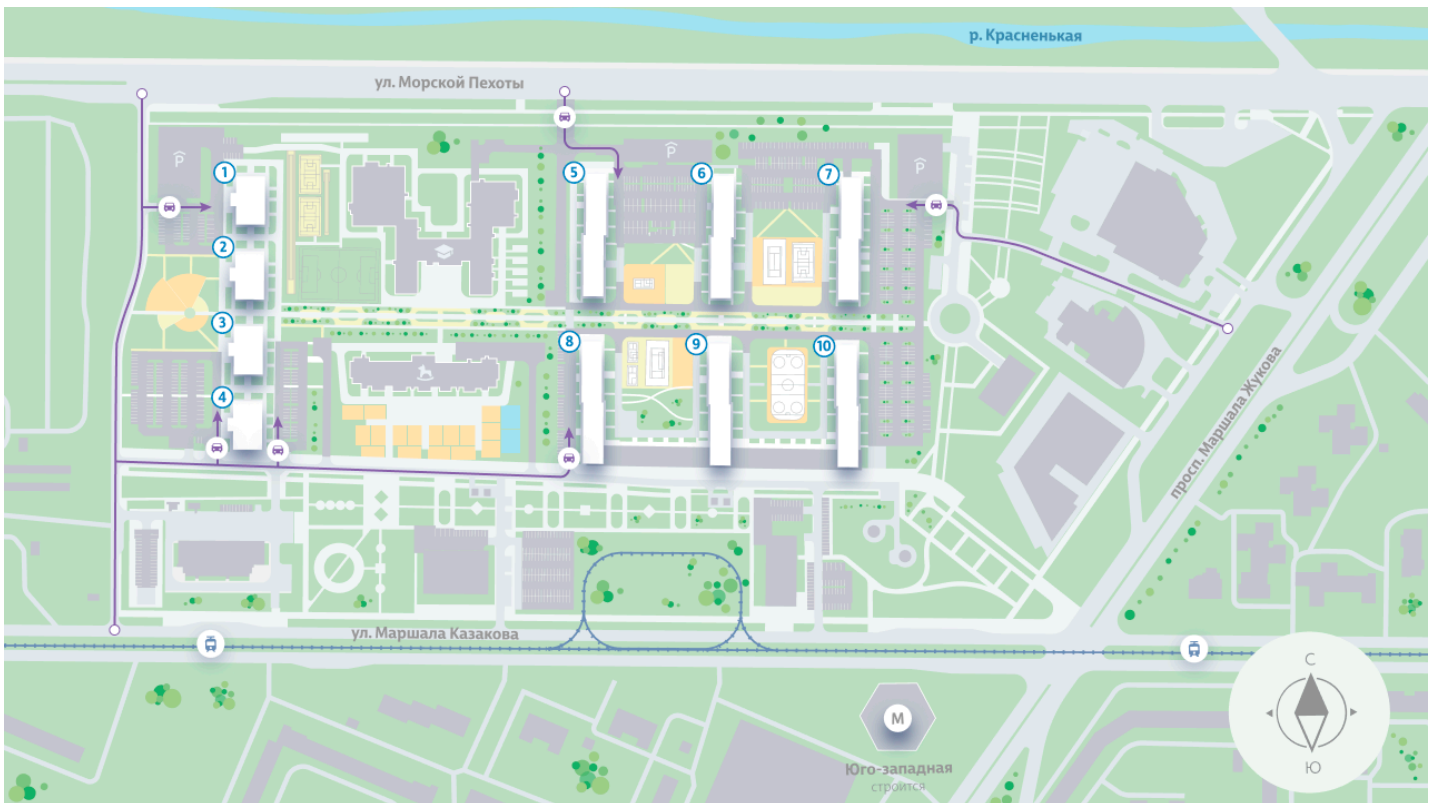 р. Красненькая
ул. Морской Пехоты
P
P
P
1
5
6
7
2
3
8
9
10
4
просп. Маршала Жукова
ул. Маршала Казакова
С
М
Юго-западная
строится
Ю